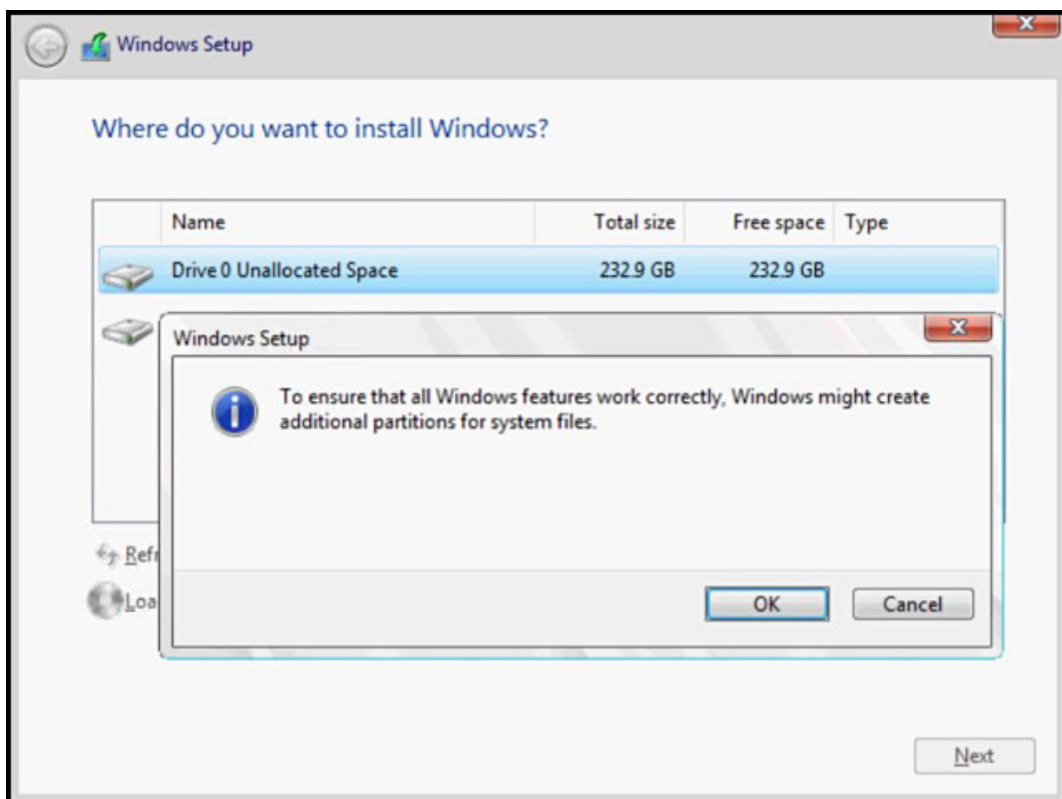 Windows Setup
Where do you want to install Windows?
Name Total size Free space Type
Drive 0 Unallocated Space 232.9 GB 232.9 GB
Windows Setup
To ensure that all Windows features work correctly, Windows might create
additional partitions for system files.
Refr
Loa
OK Cancel
Next